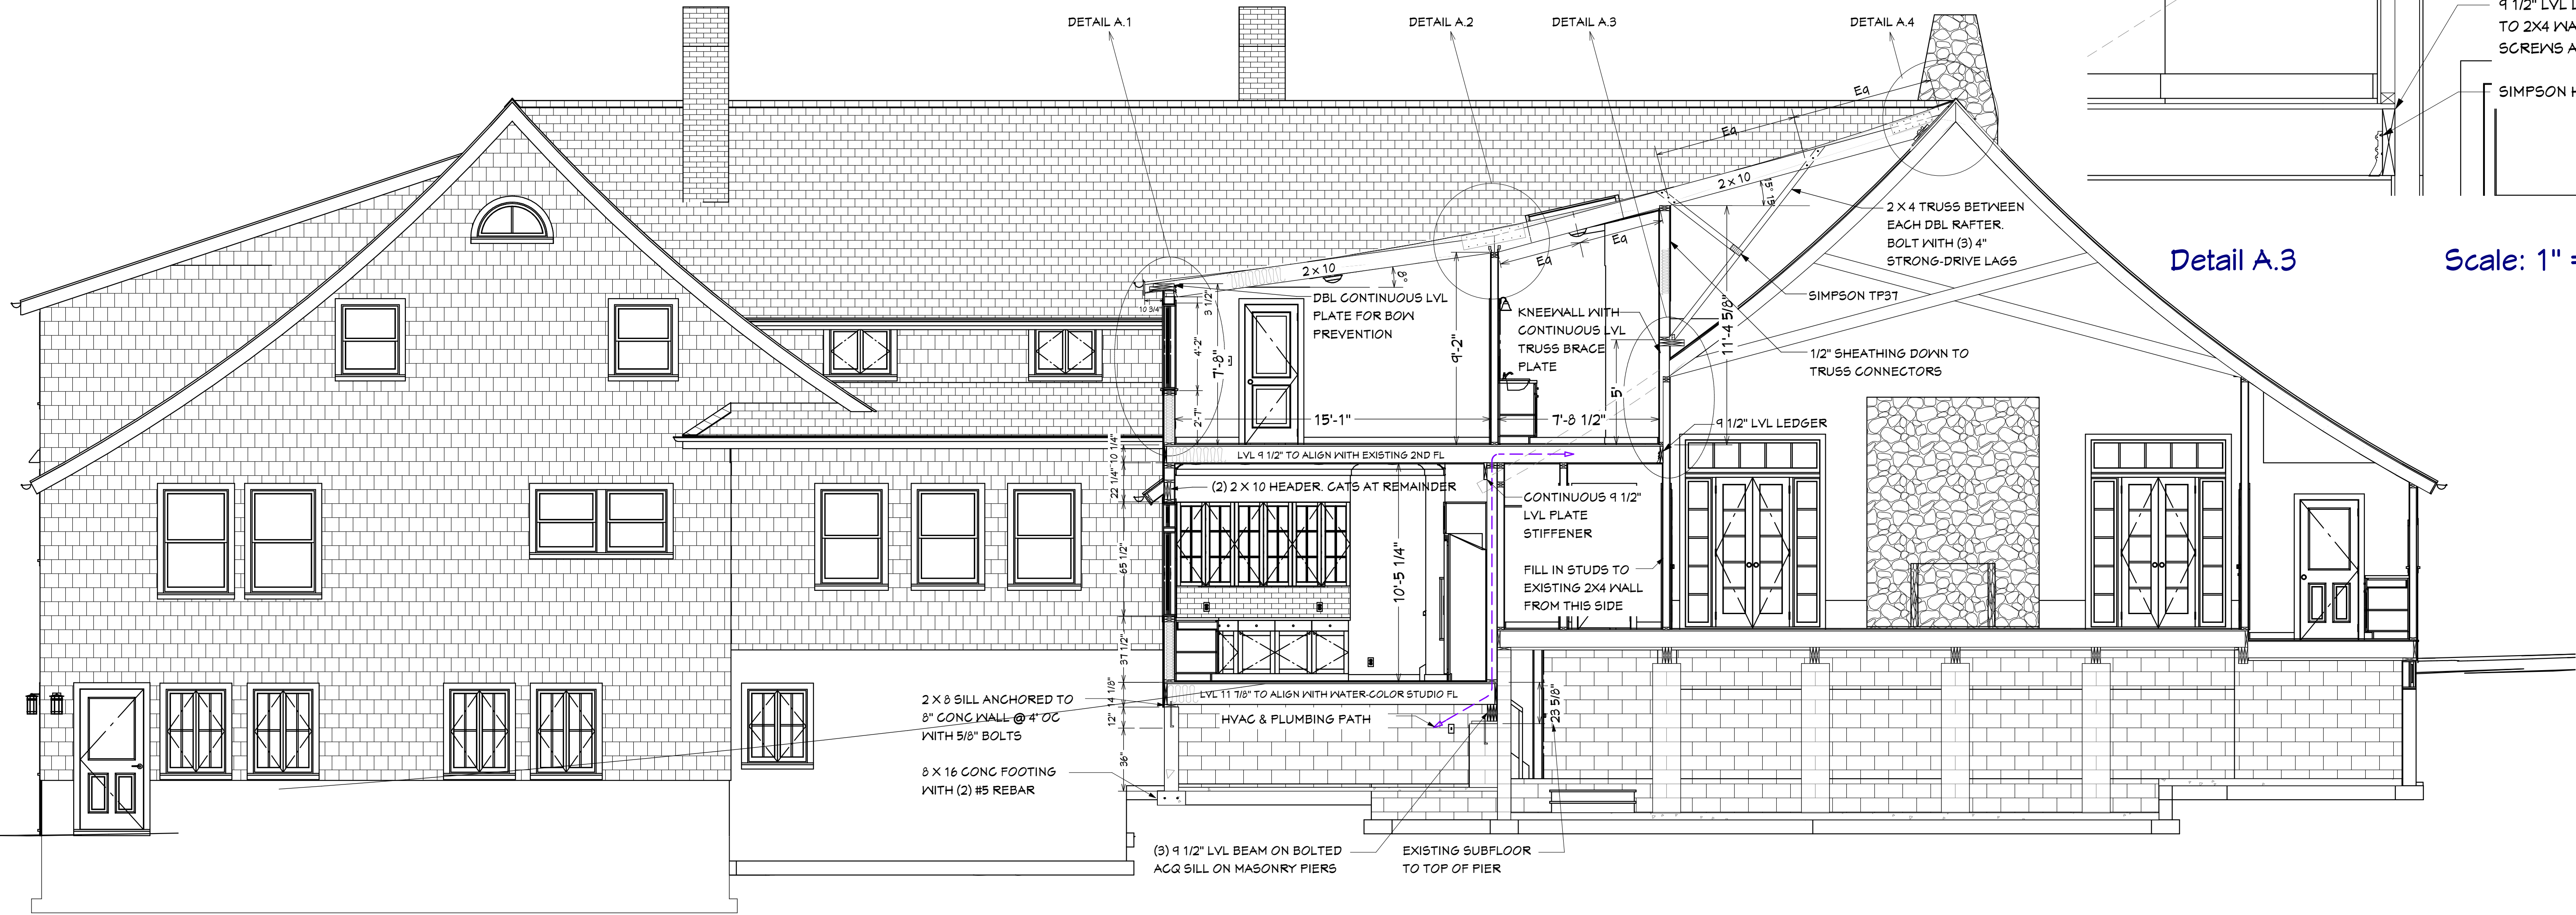 DETAIL A.1
DETAIL A.2
DETAIL A.3
DETAIL A.4
9 1/2" LVL L
TO 2X4 WA
SCREWS A
SIMPSON H
Detail A.3
Scale: 1" =
Eq
Eq
Eq
Eq
2 x 10
2 x 10
15°
8°
2 X 4 TRUSS BETWEEN
EACH DBL RAFTER.
BOLT WITH (3) 4"
STRONG-DRIVE LAGS
SIMPSON TP37
1/2" SHEATHING DOWN TO
TRUSS CONNECTORS
DBL CONTINUOUS LVL
PLATE FOR BOW
PREVENTION
KNEEWALL WITH
CONTINUOUS LVL
TRUSS BRACE
PLATE
10 3/4"
3 1/2"
4'-2"
7'-8"
2'-7"
9'-2"
11'-4 5/8"
5'
15'-1"
7'-8 1/2"
9 1/2" LVL LEDGER
LVL 9 1/2" TO ALIGN WITH EXISTING 2ND FL
10 1/4"
22 1/4"
65 1/2"
37 1/2"
14 1/8"
12"
36"
(2) 2 X 10 HEADER. CATS AT REMAINDER
CONTINUOUS 9 1/2"
LVL PLATE
STIFFENER
10'-5 1/4"
FILL IN STUDS TO
EXISTING 2X4 WALL
FROM THIS SIDE
LVL 11 7/8" TO ALIGN WITH WATER-COLOR STUDIO FL
HVAC & PLUMBING PATH
23 5/8"
2 X 8 SILL ANCHORED TO
8" CONC WALL @ 4' OC
WITH 5/8" BOLTS
8 X 16 CONC FOOTING
WITH (2) #5 REBAR
(3) 9 1/2" LVL BEAM ON BOLTED
ACQ SILL ON MASONRY PIERS
EXISTING SUBFLOOR
TO TOP OF PIER